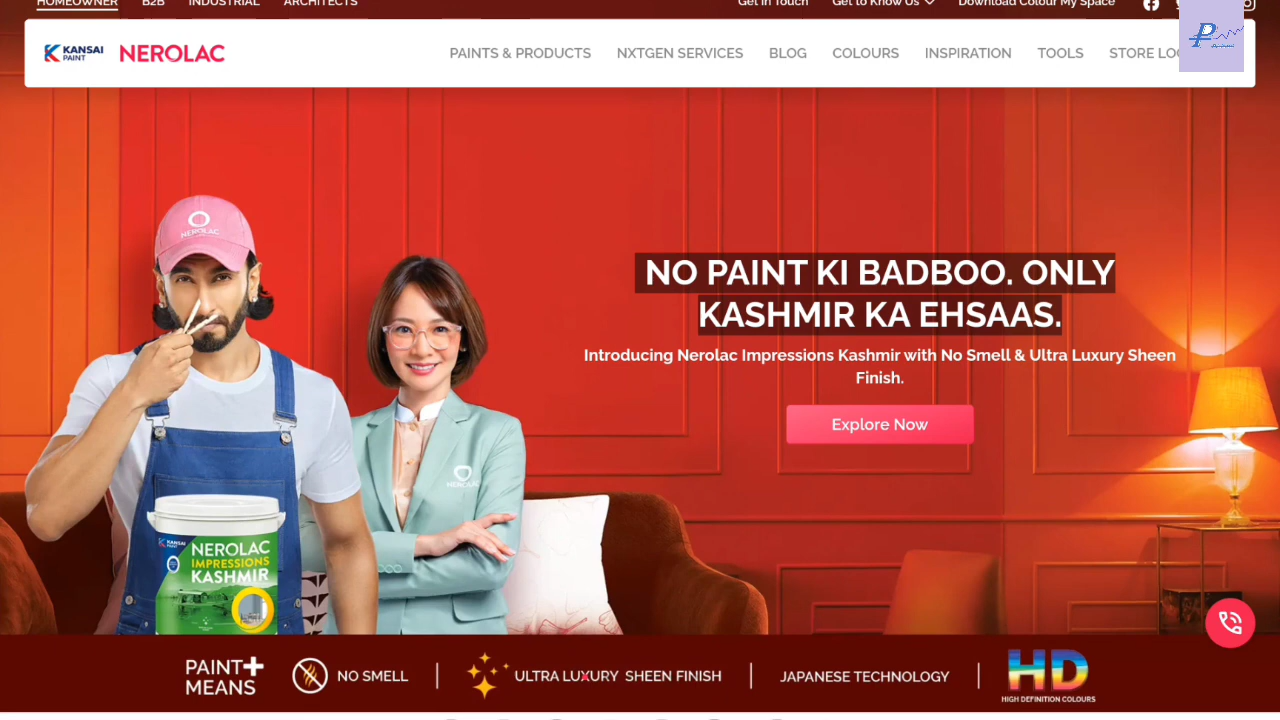 HOMEOWNER B2B INDUSTRIAL ARCHITECTS Get in Touch Get to Know Us Download Colour My Space
KANSAI PAINT NEROLAC PAINTS & PRODUCTS NXTGEN SERVICES BLOG COLOURS INSPIRATION TOOLS STORE LOC
NEROLAC
NO PAINT KI BADBOO. ONLY
KASHMIR KA EHSAAS.
Introducing Nerolac Impressions Kashmir with No Smell & Ultra Luxury Sheen
Finish.
Explore Now
NEROLAC
KANSAI PAINT
NEROLAC
IMPRESSIONS
KASHMIR
PAINT+
MEANS
NO SMELL
ULTRA LUXURY SHEEN FINISH
JAPANESE TECHNOLOGY
HD
HIGH DEFINITION COLOURS